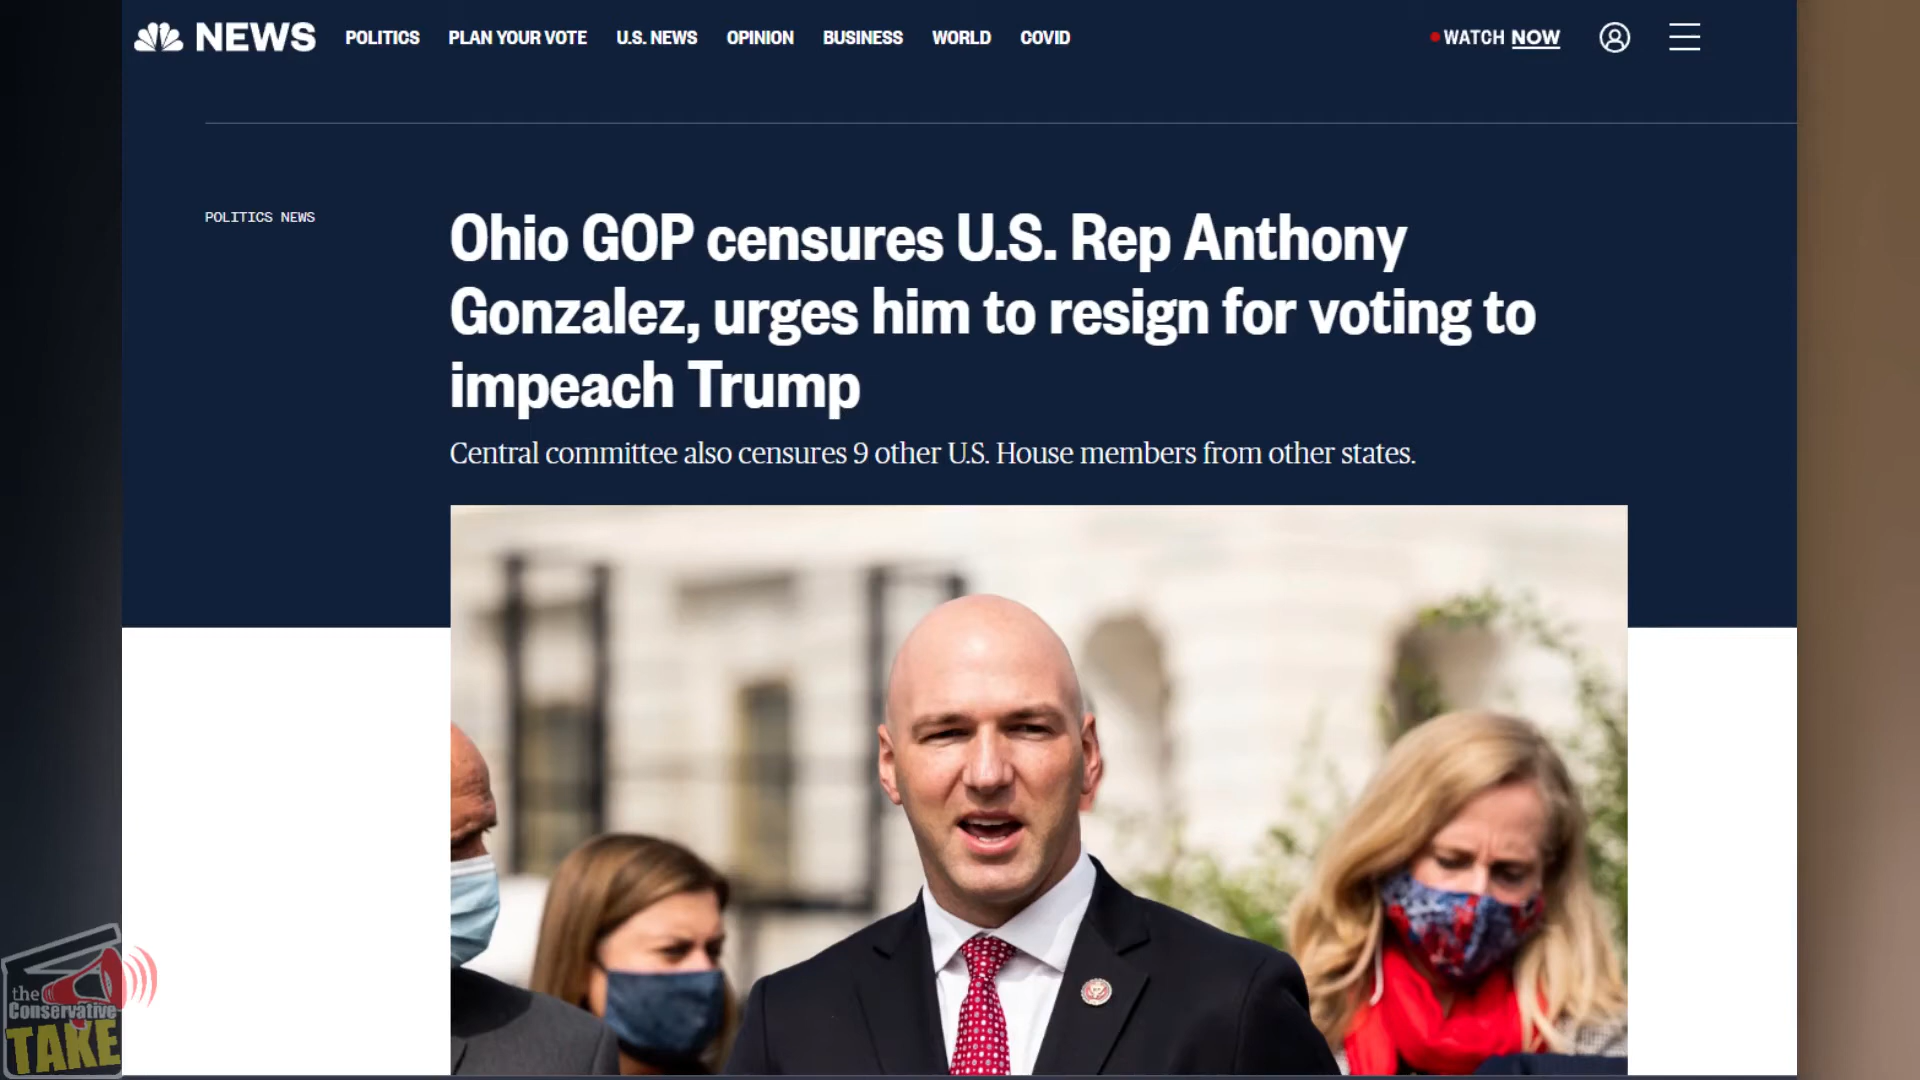 NEWS POLITICS PLAN YOUR VOTE U.S. NEWS OPINION BUSINESS WORLD COVID WATCH NOW
POLITICS NEWS
Ohio GOP censures U.S. Rep Anthony
Gonzalez, urges him to resign for voting to
impeach Trump
Central committee also censures 9 other U.S. House members from other states.
the
Conservative
TAKE